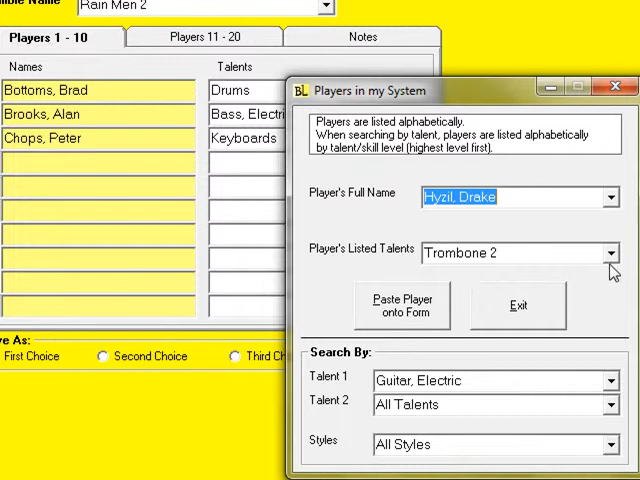 Rain Men 2
Players 1 - 10
Players 11 - 20
Notes
Names
Talents
Bottoms, Brad
Drums
Brooks, Alan
Bass, Electri
Chops, Peter
Keyboards
First Choice
Second Choice
Third Ch
BL Players in my System
Players are listed alphabetically.
When searching by talent, players are listed alphabetically
by talent/skill level (highest level first).
Player's Full Name
Hyzil, Drake
Player's Listed Talents
Trombone 2
Paste Player
onto Form
Exit
Search By:
Talent 1
Guitar, Electric
Talent 2
All Talents
Styles
All Styles